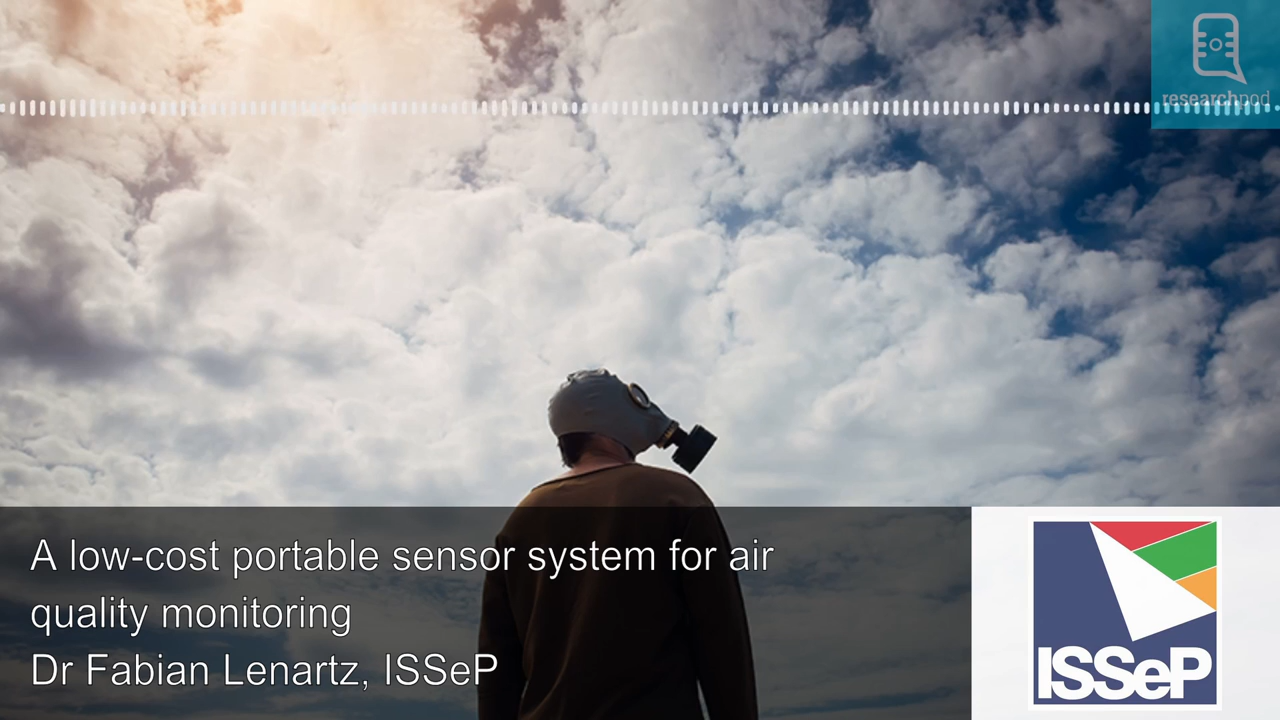 researchpod
A low-cost portable sensor system for air
quality monitoring
Dr Fabian Lenartz, ISSeP
ISSeP